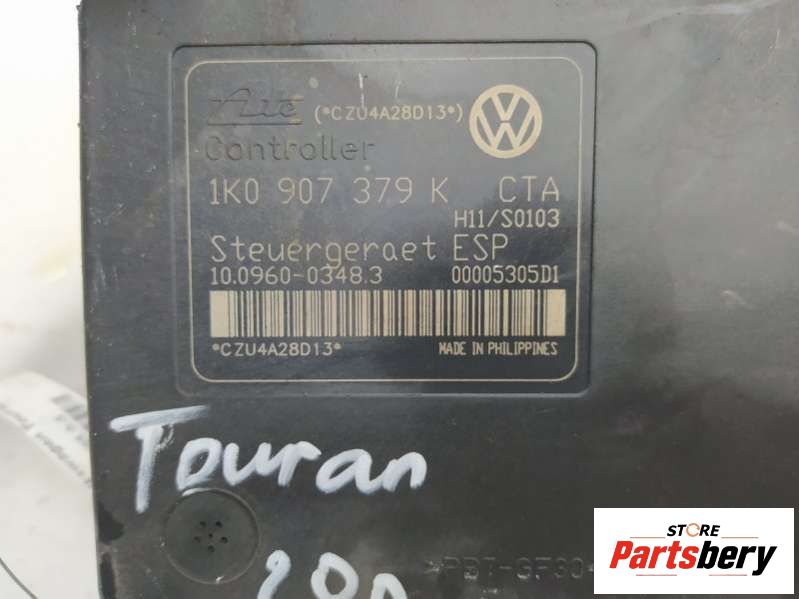 Ate (*CZU4A28D13*)
Controller
1K0 907 379 K CTA
H11/S0103
Steuergeraet ESP
10.0960-0348.3 00005305D1
*CZU4A28D13* MADE IN PHILIPPINES
Touran
STORE
Partsbery